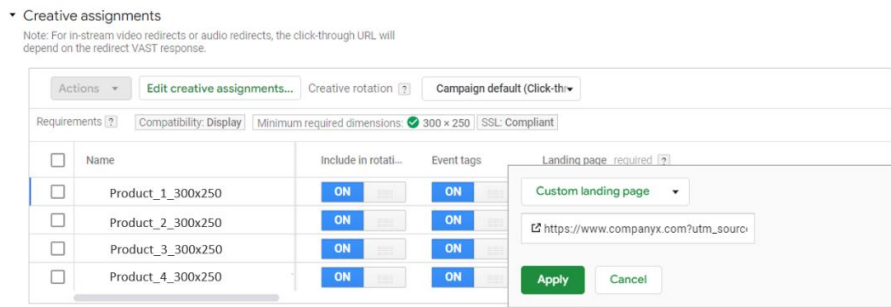 Creative assignments
Note: For in-stream video redirects or audio redirects, the click-through URL will
depend on the redirect VAST response.
Actions Edit creative assignments... Creative rotation ? Campaign default (Click-thr
Requirements ? Compatibility: Display Minimum required dimensions: 300 × 250 SSL: Compliant
Name Include in rotati... Event tags Landing page required ?
Custom landing page
Product_1_300x250 ON ON
https://www.companyx.com?utm_sourc
Product_2_300x250 ON ON
Product_3_300x250 ON ON
Product_4_300x250 ON ON
Apply Cancel